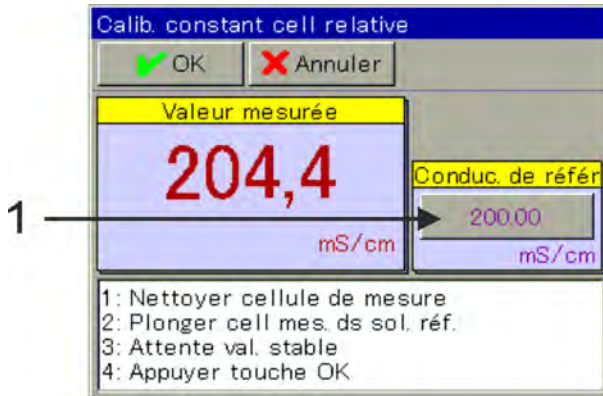 Calib. constant cell relative
OK Annuler
Valeur mesurée
204,4
mS/cm
Conduc. de référ
200.00
mS/cm
1
1: Nettoyer cellule de mesure
2: Plonger cell mes. ds sol. réf.
3: Attente val. stable
4: Appuyer touche OK